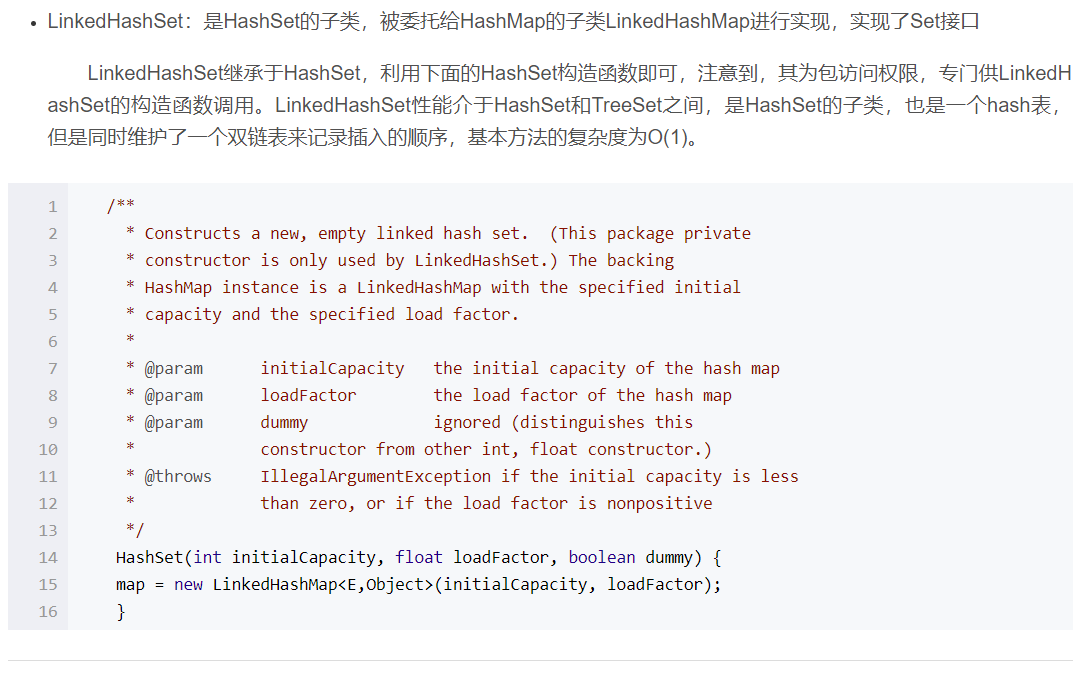 • LinkedHashSet：是HashSet的子类，被委托给HashMap的子类LinkedHashMap进行实现，实现了Set接口
LinkedHashSet继承于HashSet，利用下面的HashSet构造函数即可，注意到，其为包访问权限，专门供LinkedH
ashSet的构造函数调用。LinkedHashSet性能介于HashSet和TreeSet之间，是HashSet的子类，也是一个hash表，
但是同时维护了一个双链表来记录插入的顺序，基本方法的复杂度为O(1)。
1 /**
2 * Constructs a new, empty linked hash set.  (This package private
3 * constructor is only used by LinkedHashSet.) The backing
4 * HashMap instance is a LinkedHashMap with the specified initial
5 * capacity and the specified load factor.
6 *
7 * @param      initialCapacity   the initial capacity of the hash map
8 * @param      loadFactor        the load factor of the hash map
9 * @param      dummy             ignored (distinguishes this
10 *             constructor from other int, float constructor.)
11 * @throws     IllegalArgumentException if the initial capacity is less
12 *             than zero, or if the load factor is nonpositive
13 */
14 HashSet(int initialCapacity, float loadFactor, boolean dummy) {
15 map = new LinkedHashMap<E,Object>(initialCapacity, loadFactor);
16 }